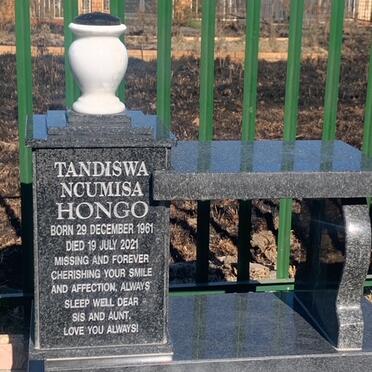 TANDISWA
NCUMISA
HONGO
BORN 29 DECEMBER 1961
DIED 19 JULY 2021
MISSING AND FOREVER
CHERISHING YOUR SMILE
AND AFFECTION, ALWAYS
SLEEP WELL DEAR
SIS AND AUNT.
LOVE YOU ALWAYS!